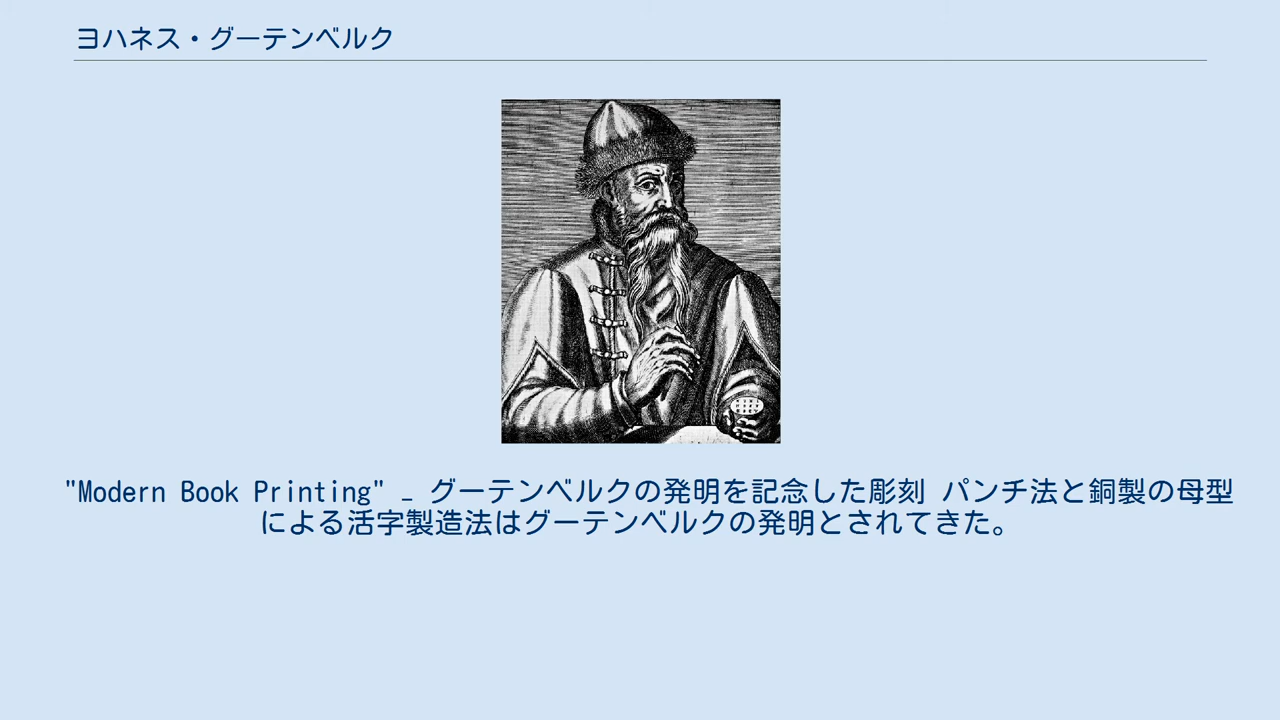 ヨハネス・グーテンベルク
"Modern Book Printing" – グーテンベルクの発明を記念した彫刻 パンチ法と銅製の母型
による活字製造法はグーテンベルクの発明とされてきた。